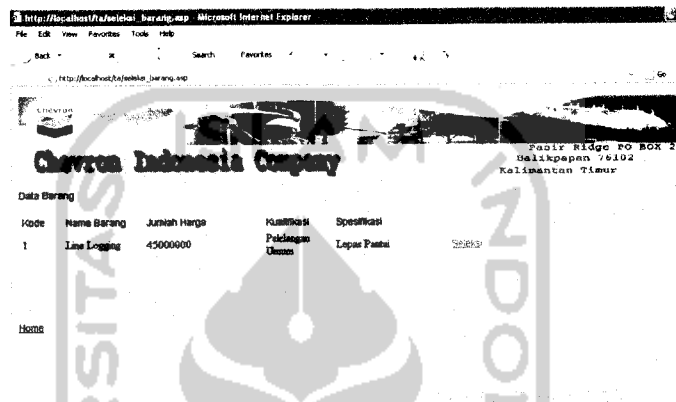 http://localhost/ta/seleksi_barang.asp - Microsoft Internet Explorer
File Edit View Favorites Tools Help
Back Search Favorites
http://localhost/ta/seleksi_barang.asp Go
Chevron
Pasir Ridge PO BOX 2
Chevron Indonesia Company
Balikpapan 76102
Kalimantan Timur
Data Barang
Kode Nama Barang Jumlah Harga Kualifikasi Spesifikasi
1 Line Logging 45000000 Pelelangan Umum Lepas Pantai Seleksi
Home
ISLAM
SITAS